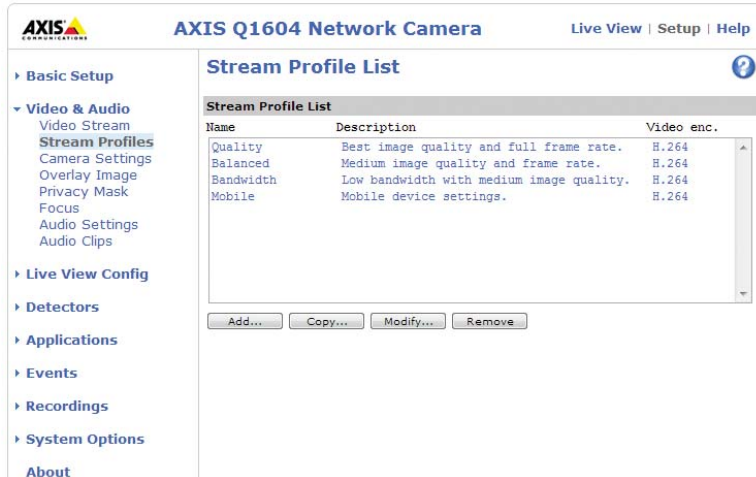 AXIS
COMMUNICATIONS
AXIS Q1604 Network Camera
Live View | Setup | Help
Basic Setup
Video & Audio
Video Stream
Stream Profiles
Camera Settings
Overlay Image
Privacy Mask
Focus
Audio Settings
Audio Clips
Live View Config
Detectors
Applications
Events
Recordings
System Options
About
Stream Profile List
?
Stream Profile List
Name Description Video enc.
Quality Best image quality and full frame rate. H.264
Balanced Medium image quality and frame rate. H.264
Bandwidth Low bandwidth with medium image quality. H.264
Mobile Mobile device settings. H.264
Add... Copy... Modify... Remove